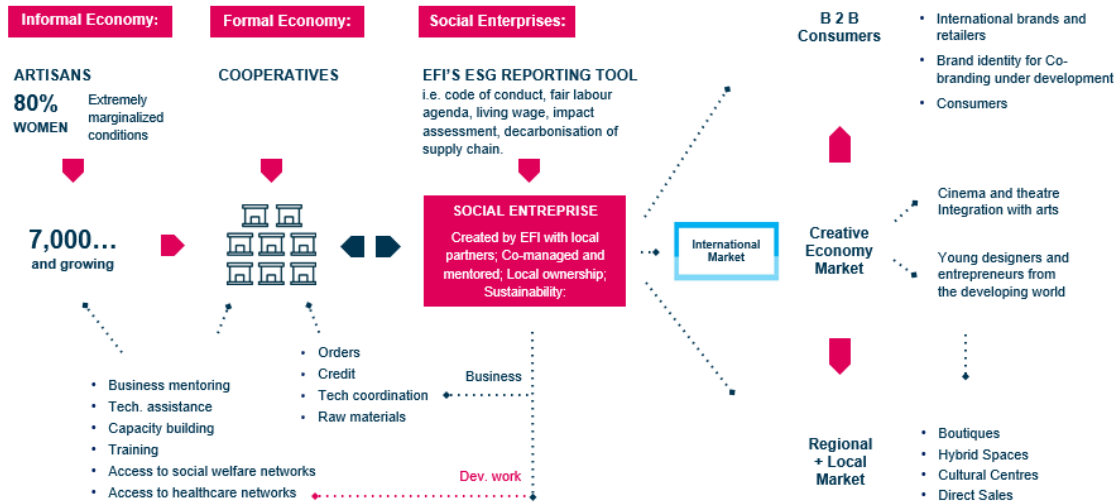 Informal Economy:
Formal Economy:
Social Enterprises:
ARTISANS
80%
WOMEN
Extremely
marginalized
conditions
COOPERATIVES
EFI'S ESG REPORTING TOOL
i.e. code of conduct, fair labour
agenda, living wage, impact
assessment, decarbonisation of
supply chain.
7,000…
and growing
SOCIAL ENTREPRISE
Created by EFI with local
partners; Co-managed and
mentored; Local ownership;
Sustainability:
• Business mentoring
• Tech. assistance
• Capacity building
• Training
• Access to social welfare networks
• Access to healthcare networks
• Orders
• Credit
• Tech coordination
• Raw materials
Business
Dev. work
International
Market
B 2 B
Consumers
• International brands and
retailers
• Brand identity for Co-
branding under development
• Consumers
Creative
Economy
Market
Cinema and theatre
Integration with arts
Young designers and
entrepreneurs from
the developing world
Regional
+ Local
Market
• Boutiques
• Hybrid Spaces
• Cultural Centres
• Direct Sales